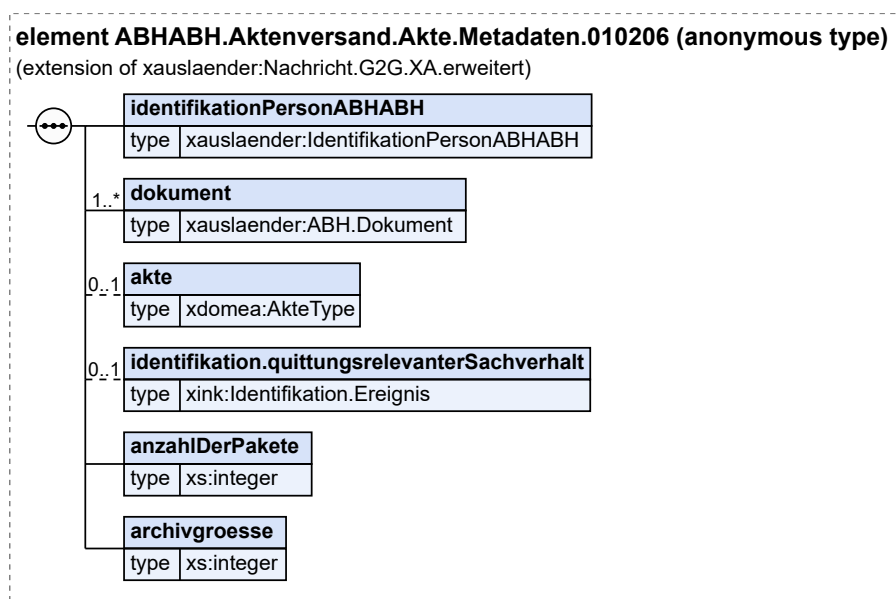 element ABHABH.Aktenversand.Akte.Metadaten.010206 (anonymous type)
(extension of xauslaender:Nachricht.G2G.XA.erweitert)
identifikationPersonABHABH
type xauslaender:IdentifikationPersonABHABH
1..* dokument
type xauslaender:ABH.Dokument
0..1 akte
type xdomea:AkteType
0..1 identifikation.quittungsrelevanterSachverhalt
type xink:Identifikation.Ereignis
anzahlDerPakete
type xs:integer
archivgroesse
type xs:integer